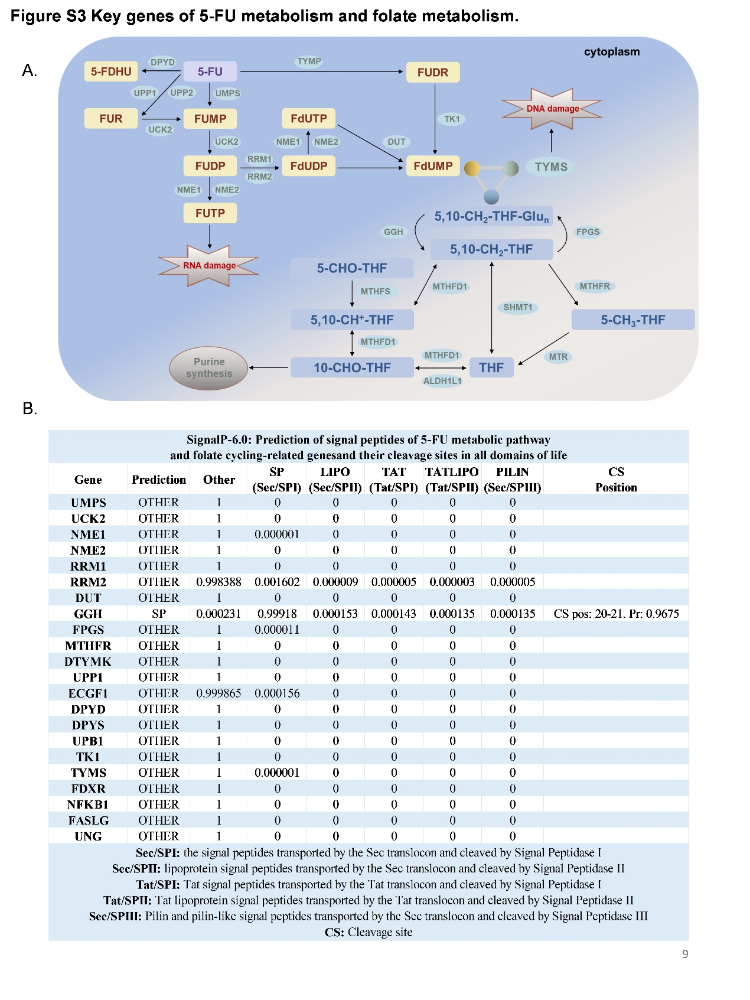 Figure S3 Key genes of 5-FU metabolism and folate metabolism.
A.
cytoplasm
5-FDHU
DPYD
5-FU
TYMP
FUDR
UPP1
UPP2
UMPS
DNA damage
FUR
UCK2
FUMP
FdUTP
TK1
UCK2
NME1
NME2
DUT
FUDP
RRM1
RRM2
FdUDP
FdUMP
TYMS
NME1
NME2
FUTP
5,10-CH2-THF-Glun
GGH
FPGS
5,10-CH2-THF
RNA damage
5-CHO-THF
MTHFS
MTHFD1
MTHFR
SHMT1
5,10-CH+-THF
5-CH3-THF
MTHFD1
MTHFD1
MTR
Purine
synthesis
10-CHO-THF
THF
ALDH1L1
B.
SignalP-6.0: Prediction of signal peptides of 5-FU metabolic pathway
and folate cycling-related genesand their cleavage sites in all domains of life
Gene Prediction Other SP (Sec/SPI) LIPO (Sec/SPII) TAT (Tat/SPI) TATLIPO (Tat/SPII) PILIN (Sec/SPIII) CS Position
UMPS OTHER 1 0 0 0 0 0
UCK2 OTHER 1 0 0 0 0 0
NME1 OTHER 1 0.000001 0 0 0 0
NME2 OTHER 1 0 0 0 0 0
RRM1 OTHER 1 0 0 0 0 0
RRM2 OTHER 0.998388 0.001602 0.000009 0.000005 0.000003 0.000005
DUT OTHER 1 0 0 0 0 0
GGH SP 0.000231 0.99918 0.000153 0.000143 0.000135 0.000135 CS pos: 20-21. Pr: 0.9675
FPGS OTHER 1 0.000011 0 0 0 0
MTHFR OTHER 1 0 0 0 0 0
DTYMK OTHER 1 0 0 0 0 0
UPP1 OTHER 1 0 0 0 0 0
ECGF1 OTHER 0.999865 0.000156 0 0 0 0
DPYD OTHER 1 0 0 0 0 0
DPYS OTHER 1 0 0 0 0 0
UPB1 OTHER 1 0 0 0 0 0
TK1 OTHER 1 0 0 0 0 0
TYMS OTHER 1 0.000001 0 0 0 0
FDXR OTHER 1 0 0 0 0 0
NFKB1 OTHER 1 0 0 0 0 0
FASLG OTHER 1 0 0 0 0 0
UNG OTHER 1 0 0 0 0 0
Sec/SPI: the signal peptides transported by the Sec translocon and cleaved by Signal Peptidase I
Sec/SPII: lipoprotein signal peptides transported by the Sec translocon and cleaved by Signal Peptidase II
Tat/SPI: Tat signal peptides transported by the Tat translocon and cleaved by Signal Peptidase I
Tat/SPII: Tat lipoprotein signal peptides transported by the Tat translocon and cleaved by Signal Peptidase II
Sec/SPIII: Pilin and pilin-like signal peptides transported by the Sec translocon and cleaved by Signal Peptidase III
CS: Cleavage site
9